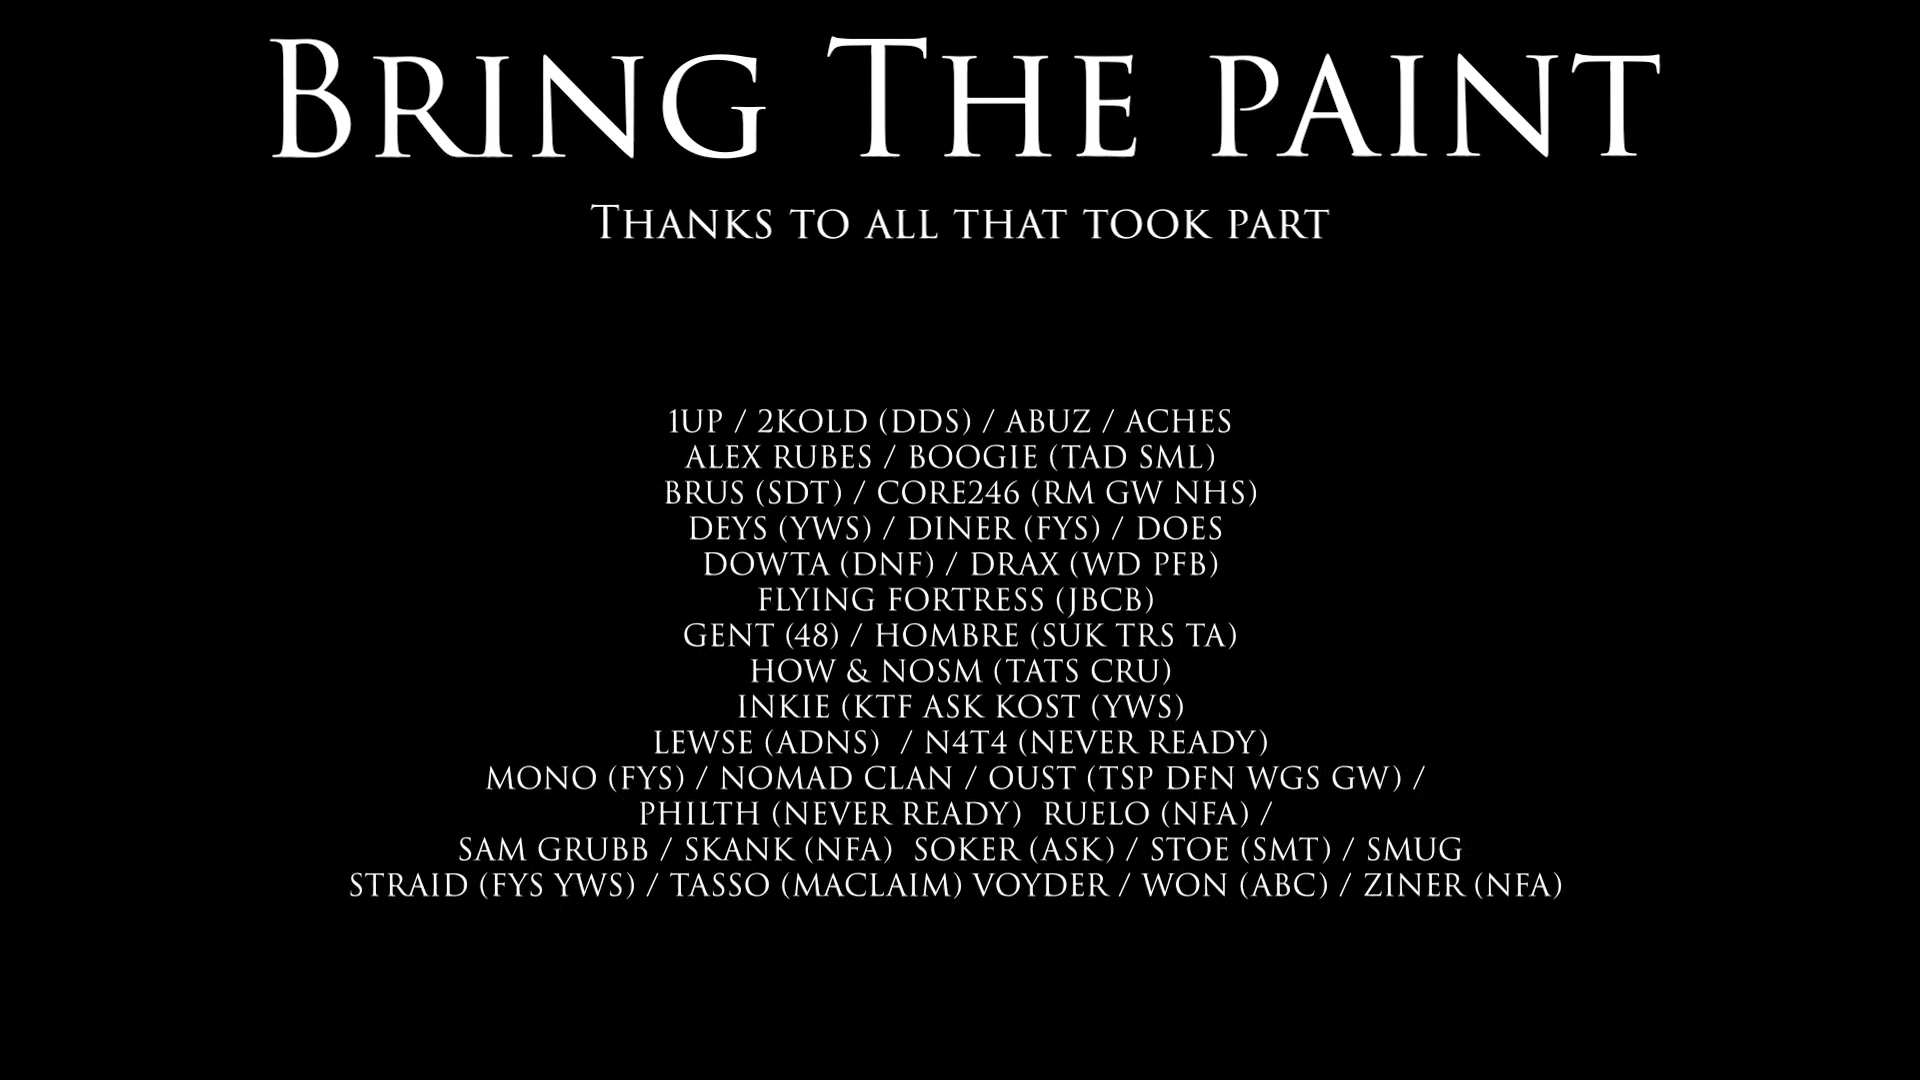 Bring The paint
Thanks to all that took part
1UP / 2KOLD (DDS) / ABUZ / ACHES
ALEX RUBES / BOOGIE (TAD SML)
BRUS (SDT) / CORE246 (RM GW NHS)
DEYS (YWS) / DINER (FYS) / DOES
DOWTA (DNF) / DRAX (WD PFB)
FLYING FORTRESS (JBCB)
GENT (48) / HOMBRE (SUK TRS TA)
HOW & NOSM (TATS CRU)
INKIE (KTF ASK KOST (YWS)
LEWSE (ADNS)  / N4T4 (NEVER READY)
MONO (FYS) / NOMAD CLAN / OUST (TSP DFN WGS GW) /
PHILTH (NEVER READY)  RUELO (NFA) /
SAM GRUBB / SKANK (NFA)  SOKER (ASK) / STOE (SMT) / SMUG
STRAID (FYS YWS) / TASSO (MACLAIM) VOYDER / WON (ABC) / ZINER (NFA)